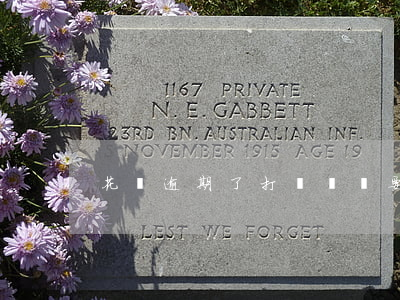 1167 PRIVATE
N. E. GABBETT
23RD BN. AUSTRALIAN INF.
NOVEMBER 1915 AGE 19
花 逾 期 了 打
LEST WE FORGET